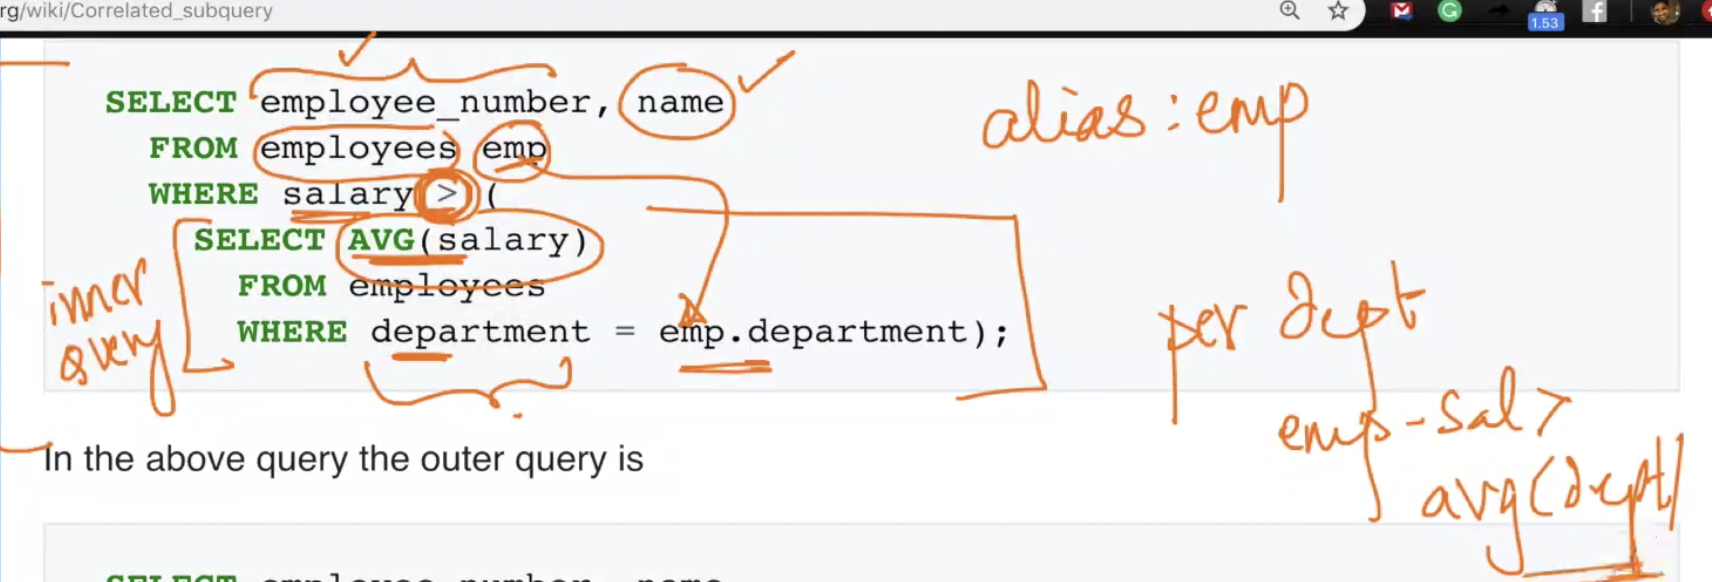 rg/wiki/Correlated_subquery
1.53
SELECT employee_number, name
FROM employees emp
WHERE salary > (
SELECT AVG(salary)
FROM employees
WHERE department = emp.department);
alias : emp
inner
query
per dept
emp-sal >
avg(dept)
In the above query the outer query is
SELECT employee_number, name